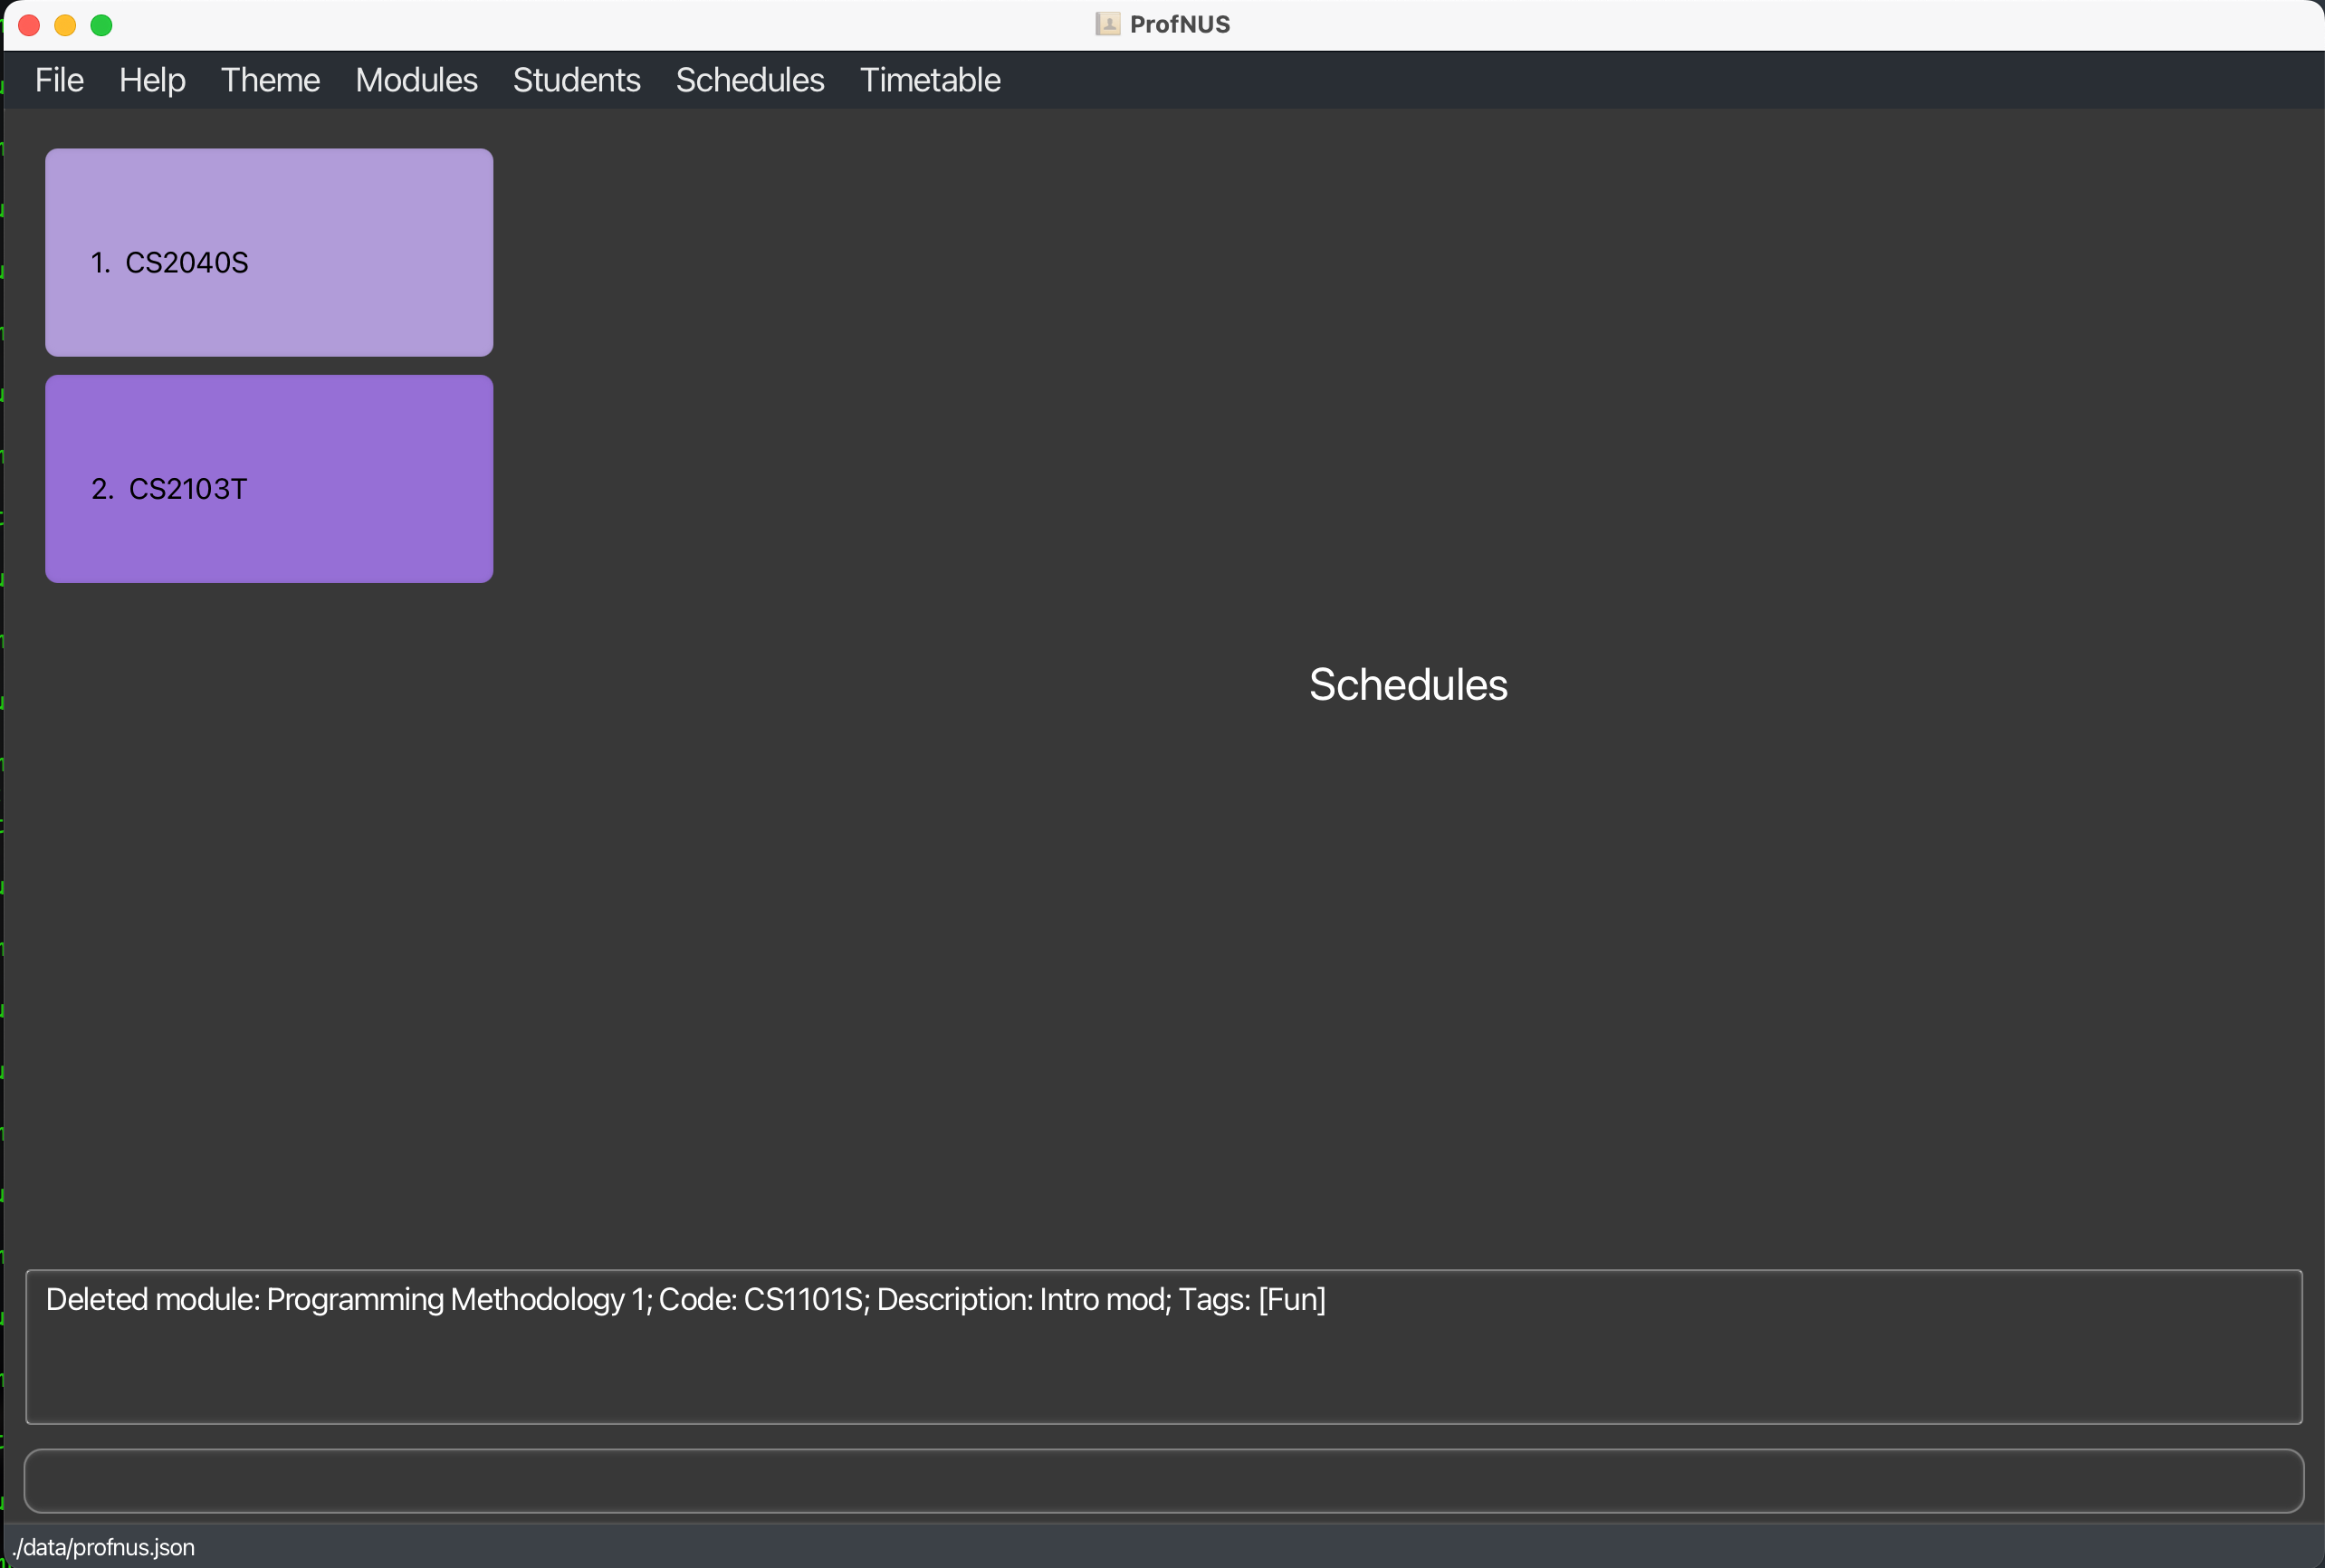 ProfNUS
File Help Theme Modules Students Schedules Timetable
1. CS2040S
2. CS2103T
Schedules
Deleted module: Programming Methodology 1; Code: CS1101S; Description: Intro mod; Tags: [Fun]
./data/profnus.json